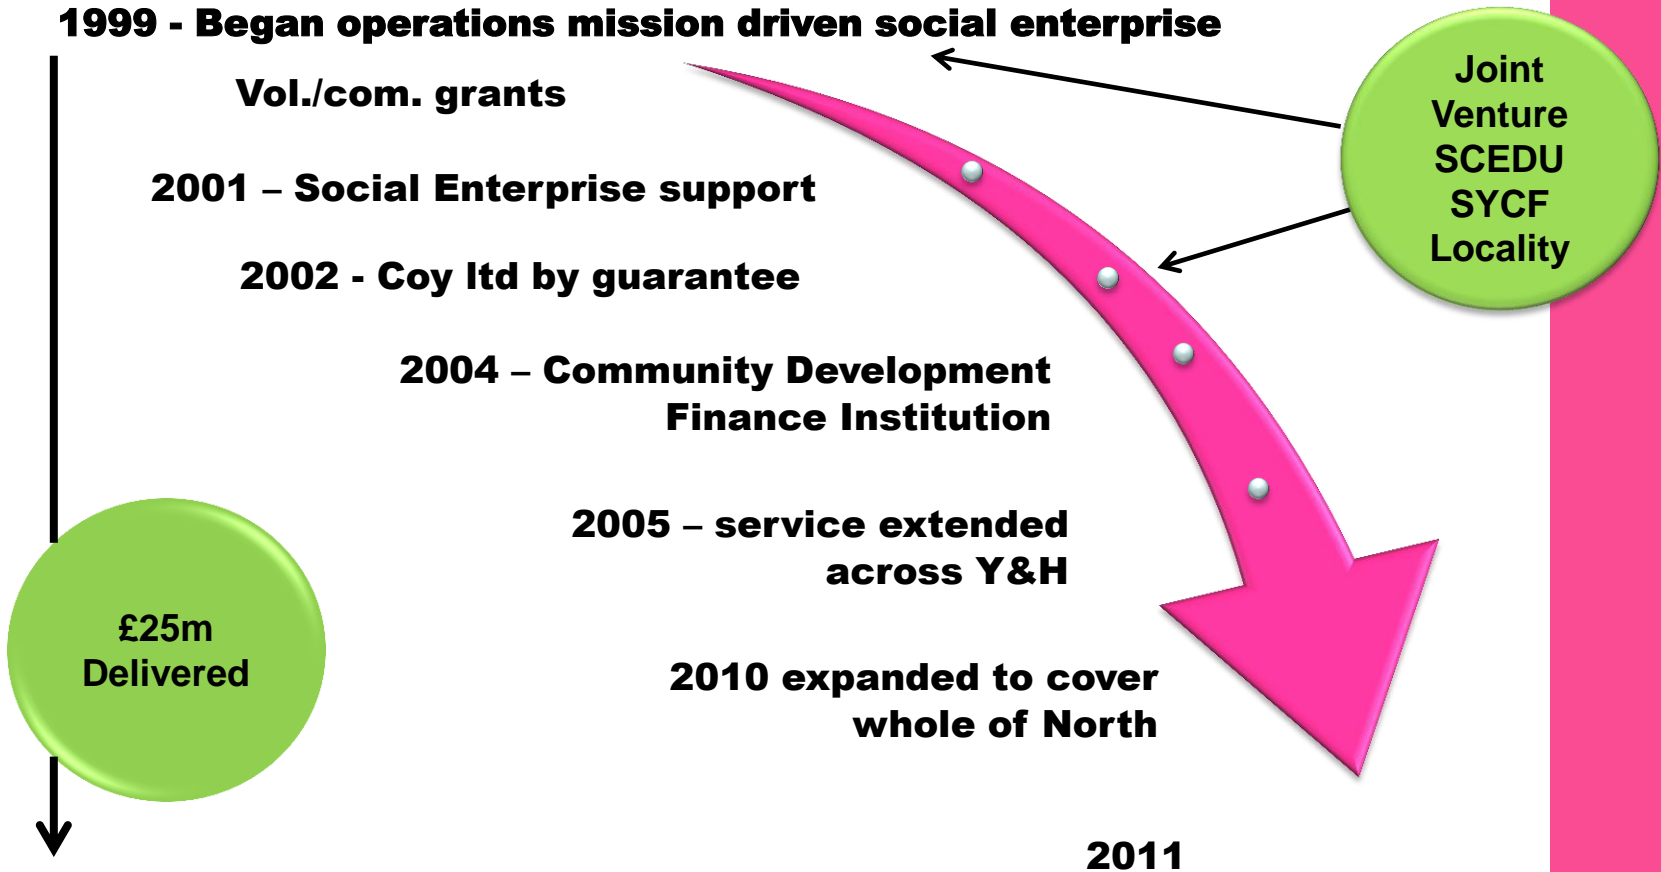 1999 - Began operations mission driven social enterprise
Vol./com. grants
2001 – Social Enterprise support
2002 - Coy ltd by guarantee
2004 – Community Development
Finance Institution
2005 – service extended
across Y&H
2010 expanded to cover
whole of North
2011
Joint
Venture
SCEDU
SYCF
Locality
£25m
Delivered